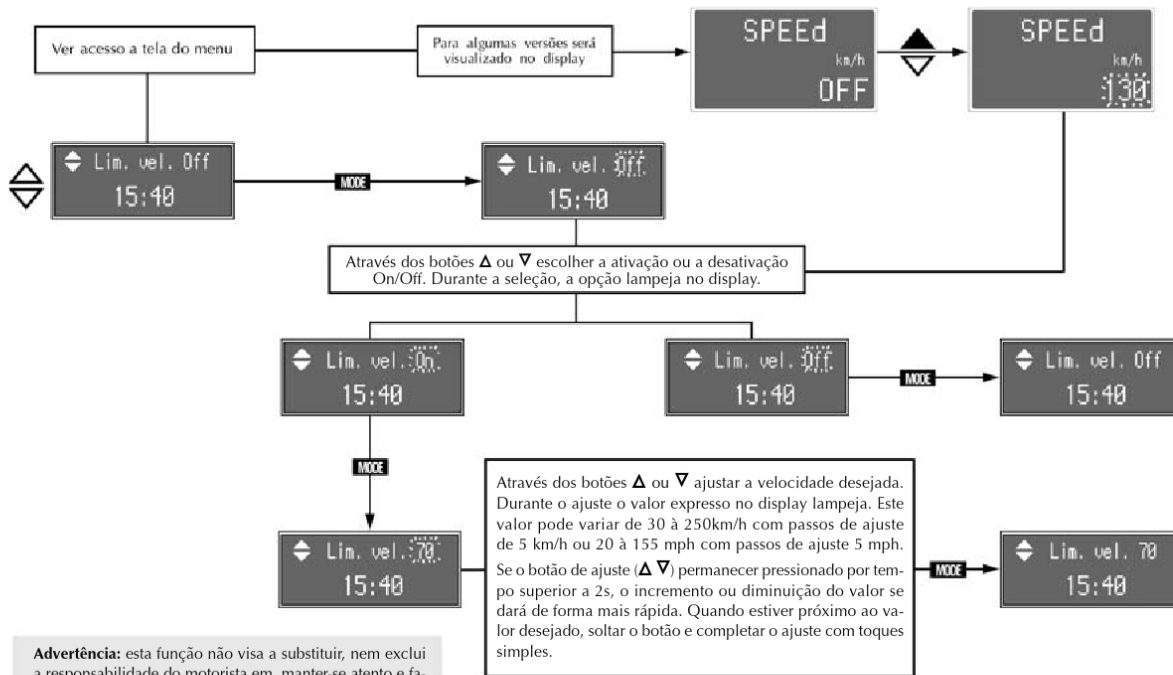 Ver acesso a tela do menu
Para algumas versões será
visualizado no display
SPEEd
km/h
OFF
SPEEd
km/h
130
Lim. vel. Off
15:40
MODE
Lim. vel. Off
15:40
Através dos botões Δ ou ∇ escolher a ativação ou a desativação
On/Off. Durante a seleção, a opção lampeja no display.
Lim. vel. On
15:40
Lim. vel. Off
15:40
MODE
Lim. vel. Off
15:40
MODE
Lim. vel. 70
15:40
Através dos botões Δ ou ∇ ajustar a velocidade desejada.
Durante o ajuste o valor expresso no display lampeja. Este
valor pode variar de 30 à 250km/h com passos de ajuste
de 5 km/h ou 20 à 155 mph com passos de ajuste 5 mph.
Se o botão de ajuste (Δ ∇) permanecer pressionado por tem-
po superior a 2s, o incremento ou diminuição do valor se
dará de forma mais rápida. Quando estiver próximo ao va-
lor desejado, soltar o botão e completar o ajuste com toques
simples.
MODE
Lim. vel. 70
15:40
Advertência: esta função não visa a substituir, nem exclui
a responsabilidade do motorista em manter-se atento e fa-